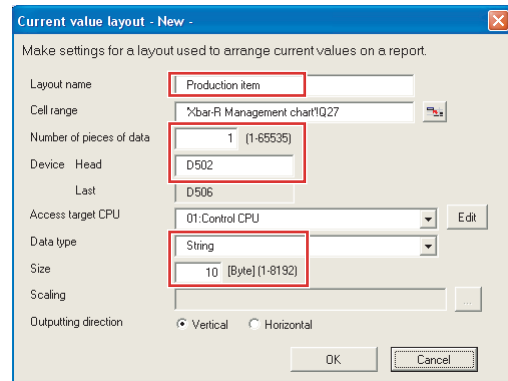 Current value layout - New -
Make settings for a layout used to arrange current values on a report.
Layout name Production item
Cell range 'Xbar-R Management chart'!Q27
Number of pieces of data 1 (1-65535)
Device Head D502
Last D506
Access target CPU 01:Control CPU Edit
Data type String
Size 10 [Byte] (1-8192)
Scaling ...
Outputting direction Vertical Horizontal
OK Cancel